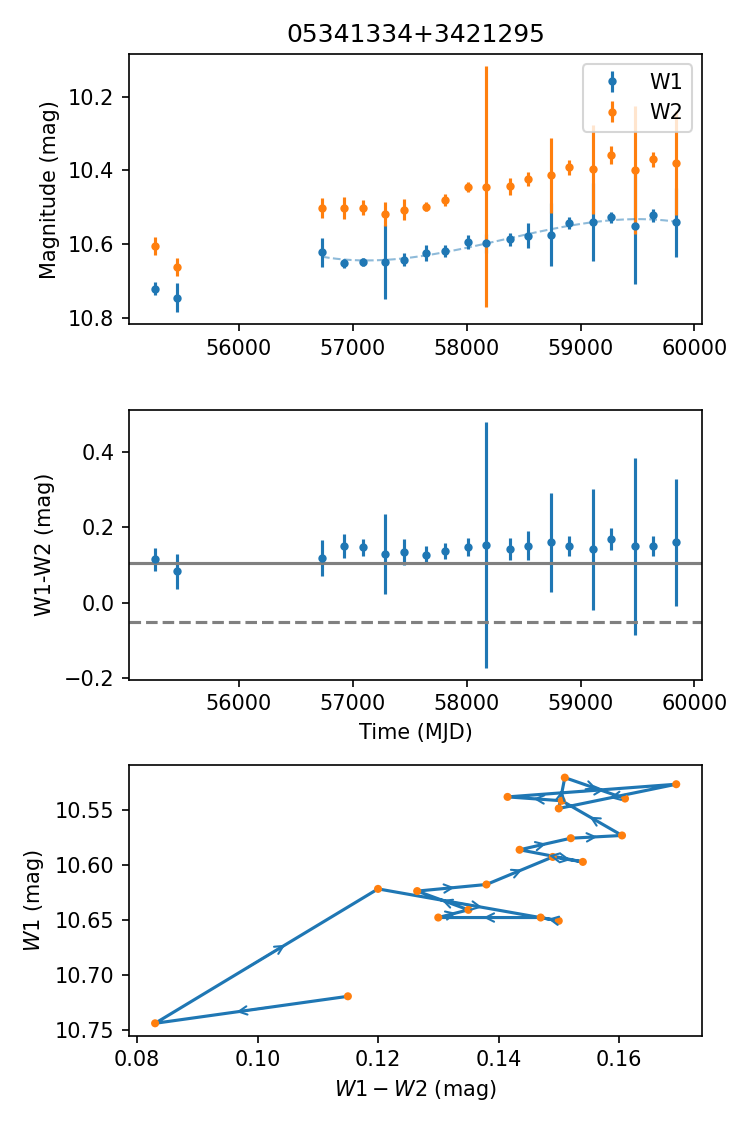 05341334+3421295
Magnitude (mag)
10.2
10.4
10.6
10.8
W1
W2
56000 57000 58000 59000 60000
W1-W2 (mag)
0.4
0.2
0.0
−0.2
56000 57000 58000 59000 60000
Time (MJD)
W1 (mag)
10.55
10.60
10.65
10.70
10.75
0.08 0.10 0.12 0.14 0.16
W1 − W2 (mag)